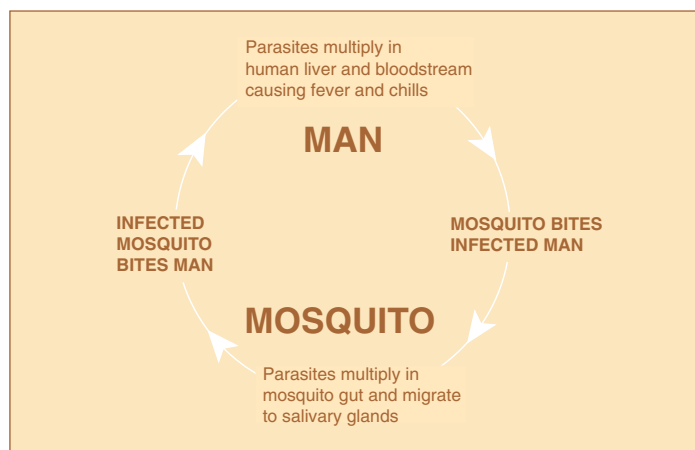 Parasites multiply in
human liver and bloodstream
causing fever and chills
MAN
INFECTED
MOSQUITO
BITES MAN
MOSQUITO BITES
INFECTED MAN
MOSQUITO
Parasites multiply in
mosquito gut and migrate
to salivary glands